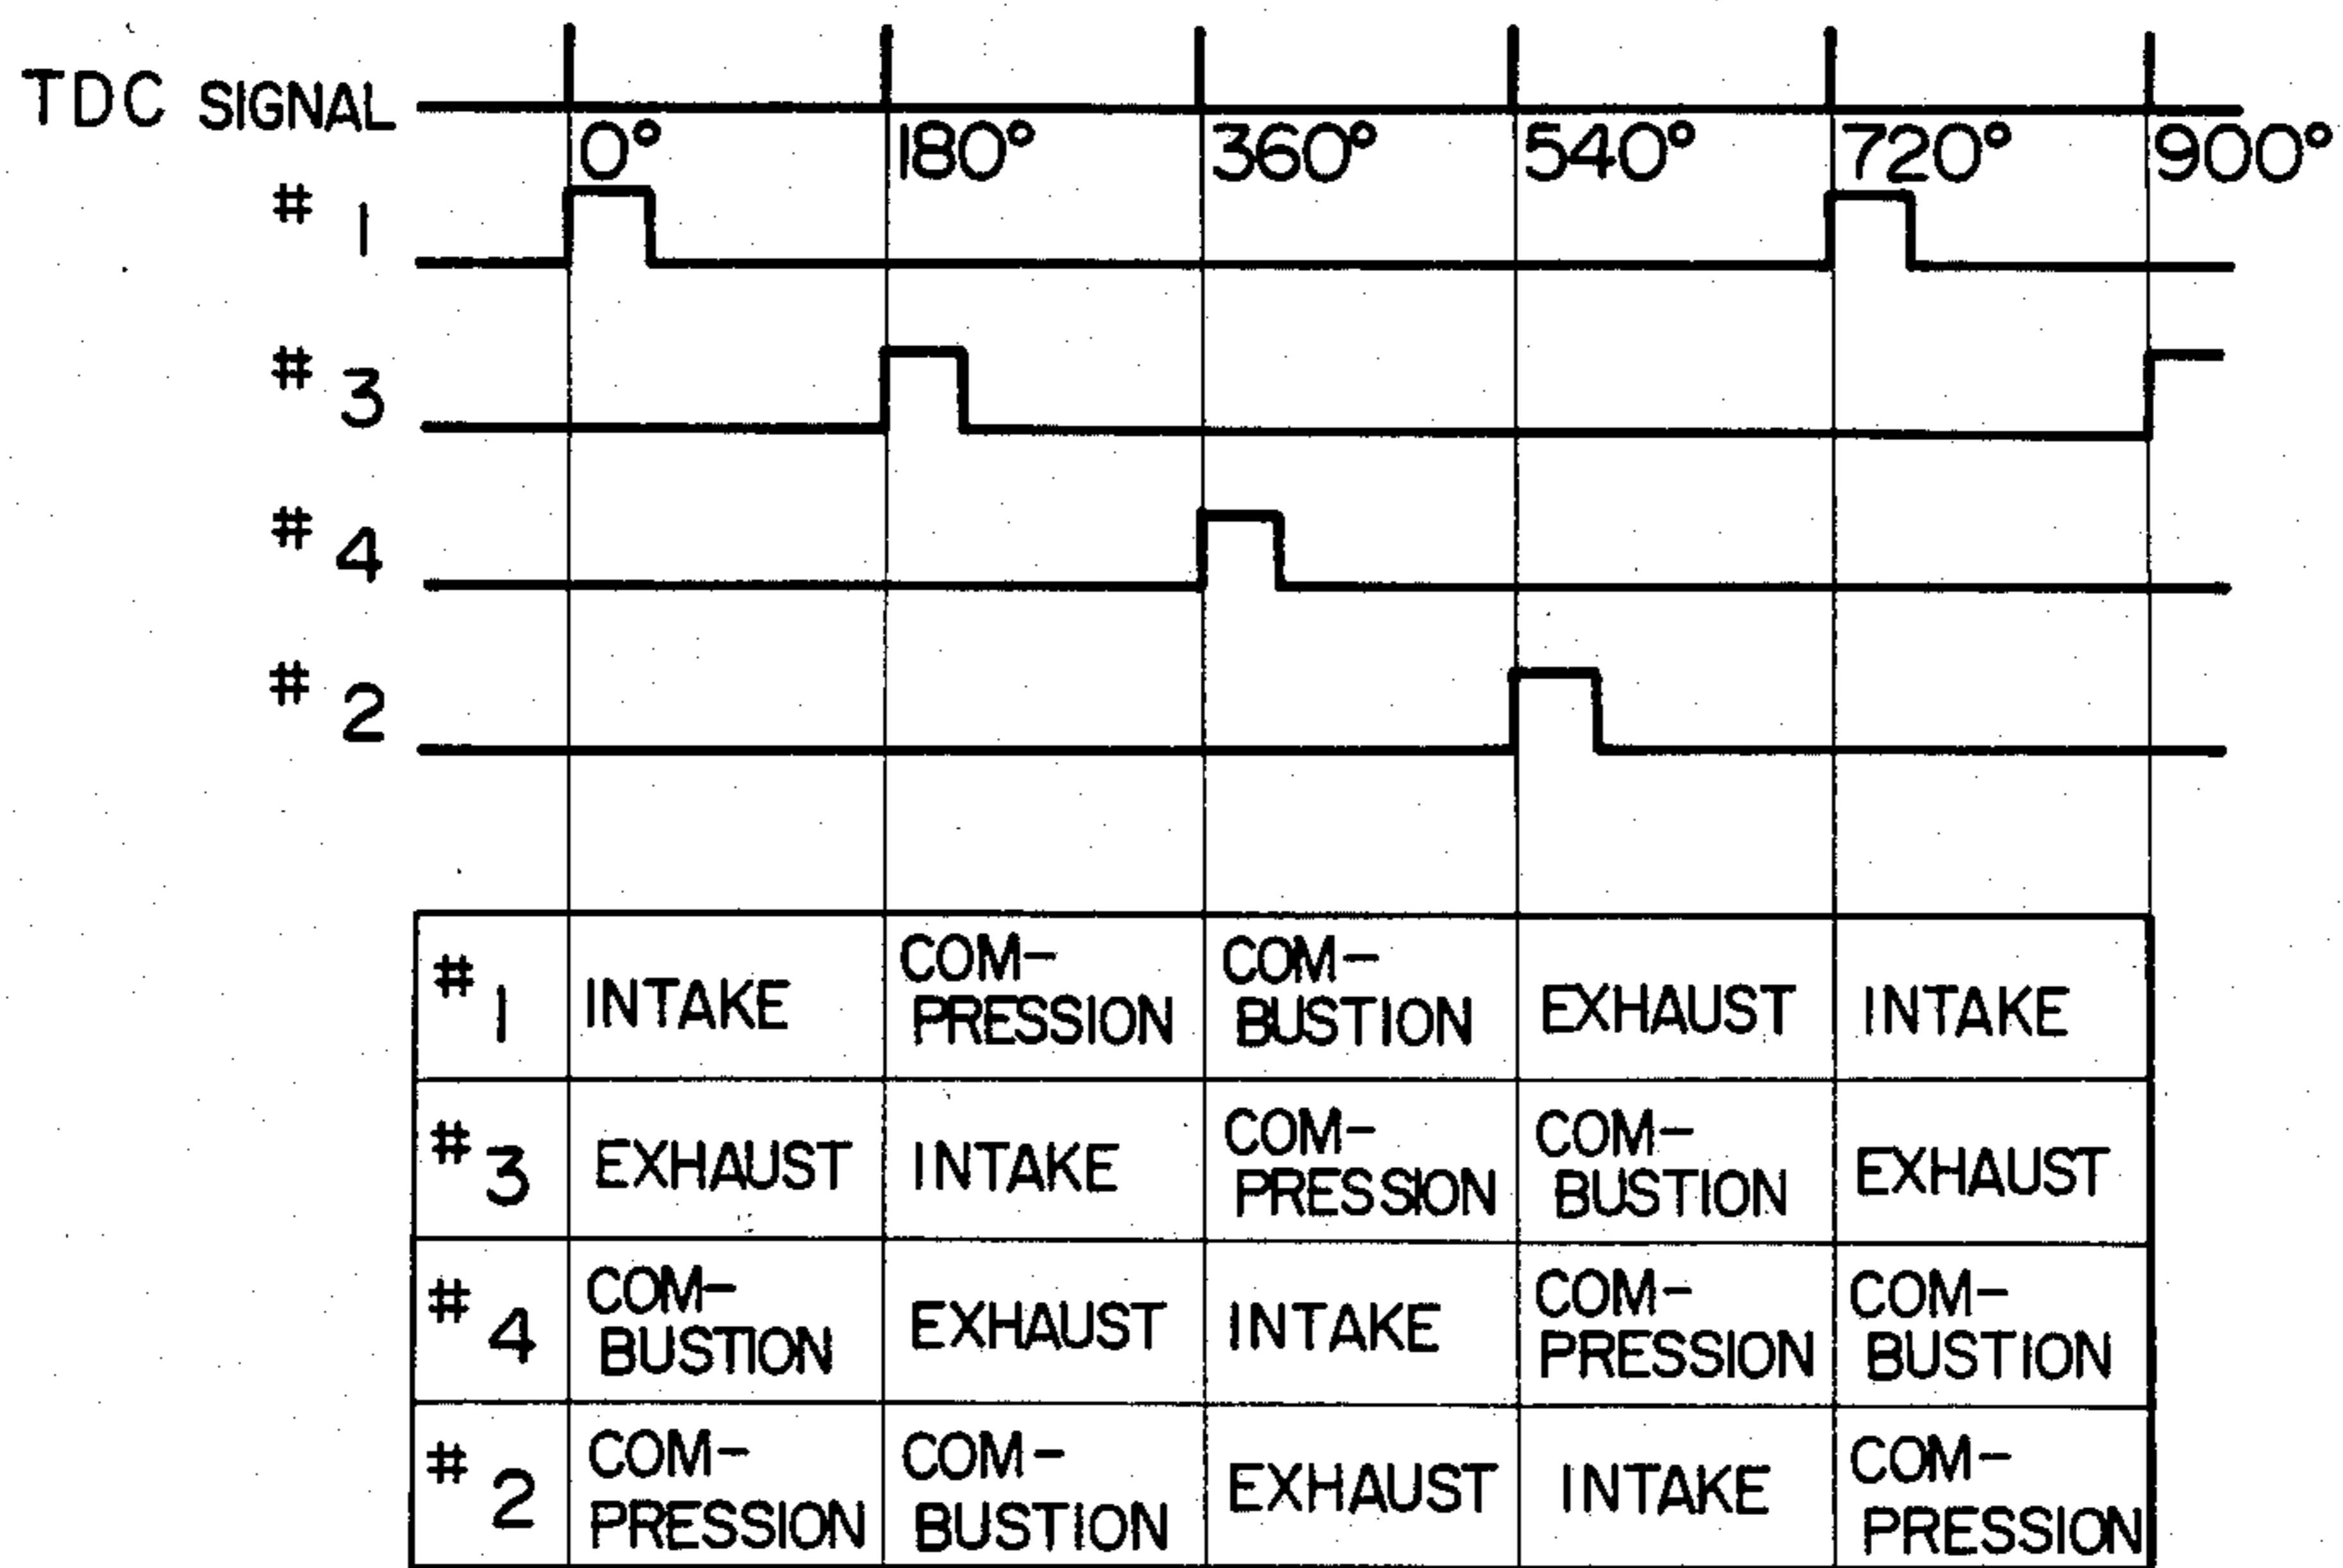 TDC SIGNAL
0° 180° 360° 540° 720° 900°
# 1
# 3
# 4
# 2
# 1 INTAKE COM-PRESSION COM-BUSTION EXHAUST INTAKE
# 3 EXHAUST INTAKE COM-PRESSION COM-BUSTION EXHAUST
# 4 COM-BUSTION EXHAUST INTAKE COM-PRESSION COM-BUSTION
# 2 COM-PRESSION COM-BUSTION EXHAUST INTAKE COM-PRESSION